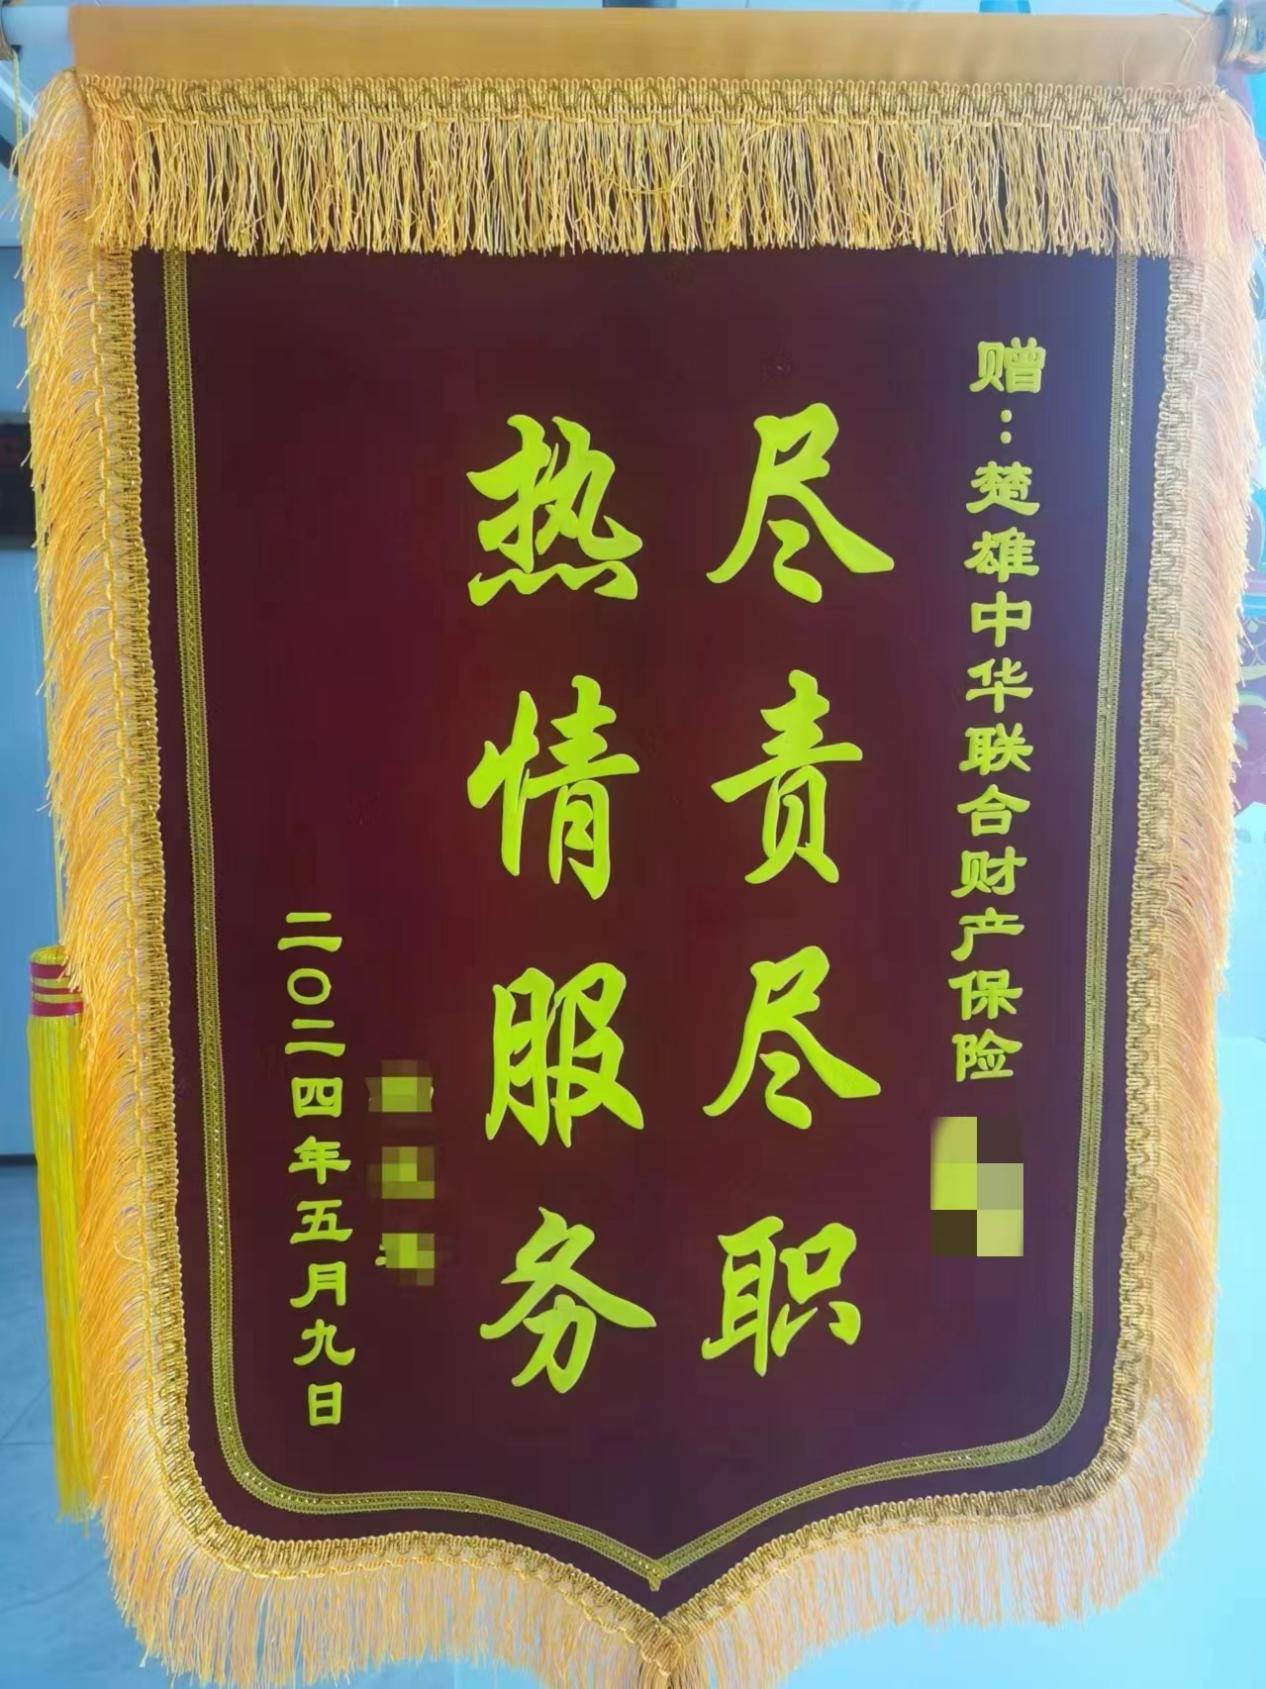 赠：楚雄中华联合财产保险
尽责尽职
热情服务
二〇二四年五月九日